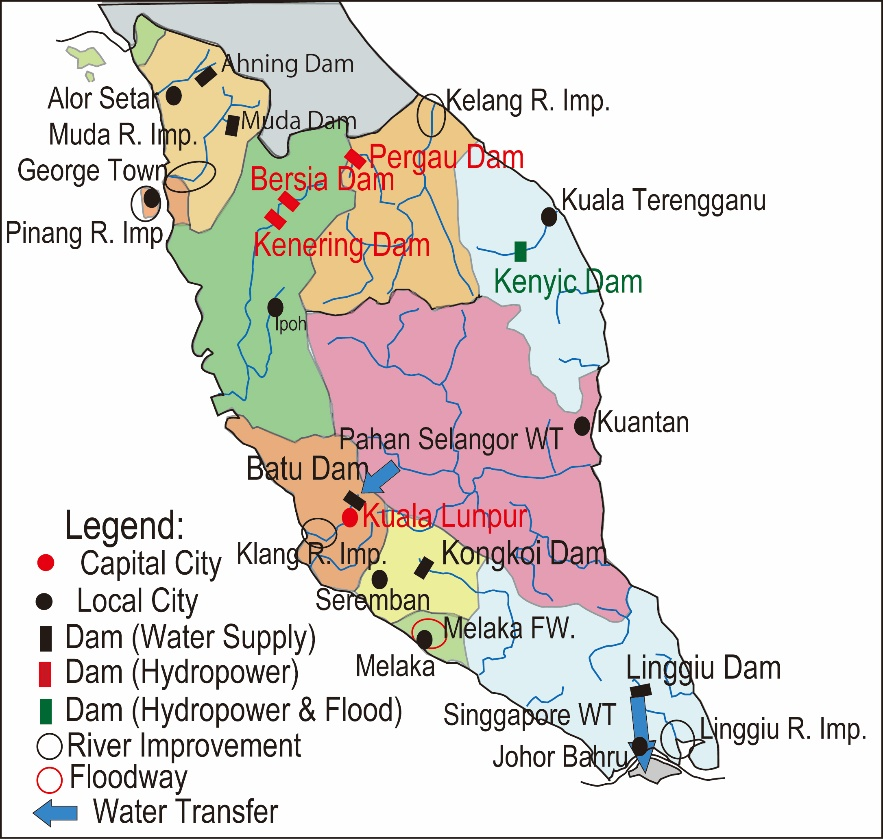 Ahning Dam
Alor Setar
Kelang R. Imp.
Muda Dam
Muda R. Imp.
George Town
Pergau Dam
Bersia Dam
Kuala Terengganu
Pinang R. Imp.
Kenering Dam
Kenyic Dam
Ipoh
Kuantan
Pahan Selangor WT
Batu Dam
Kuala Lunpur
Klang R. Imp.
Kongkoi Dam
Seremban
Melaka FW.
Melaka
Linggiu Dam
Singgapore WT
Linggiu R. Imp.
Johor Bahru
Legend:
Capital City
Local City
Dam (Water Supply)
Dam (Hydropower)
Dam (Hydropower & Flood)
River Improvement
Floodway
Water Transfer